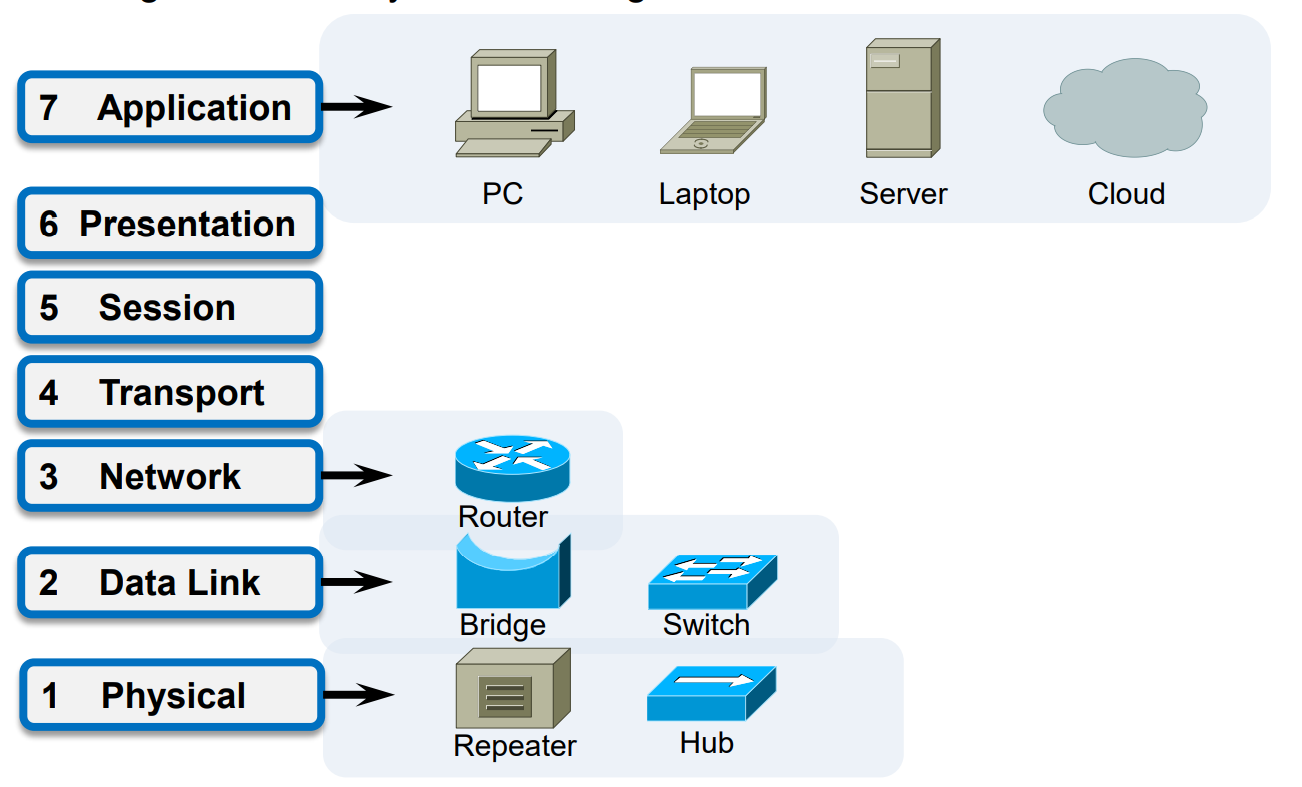 7 Application
PC
Laptop
Server
Cloud
6 Presentation
5 Session
4 Transport
3 Network
Router
2 Data Link
Bridge
Switch
1 Physical
Repeater
Hub